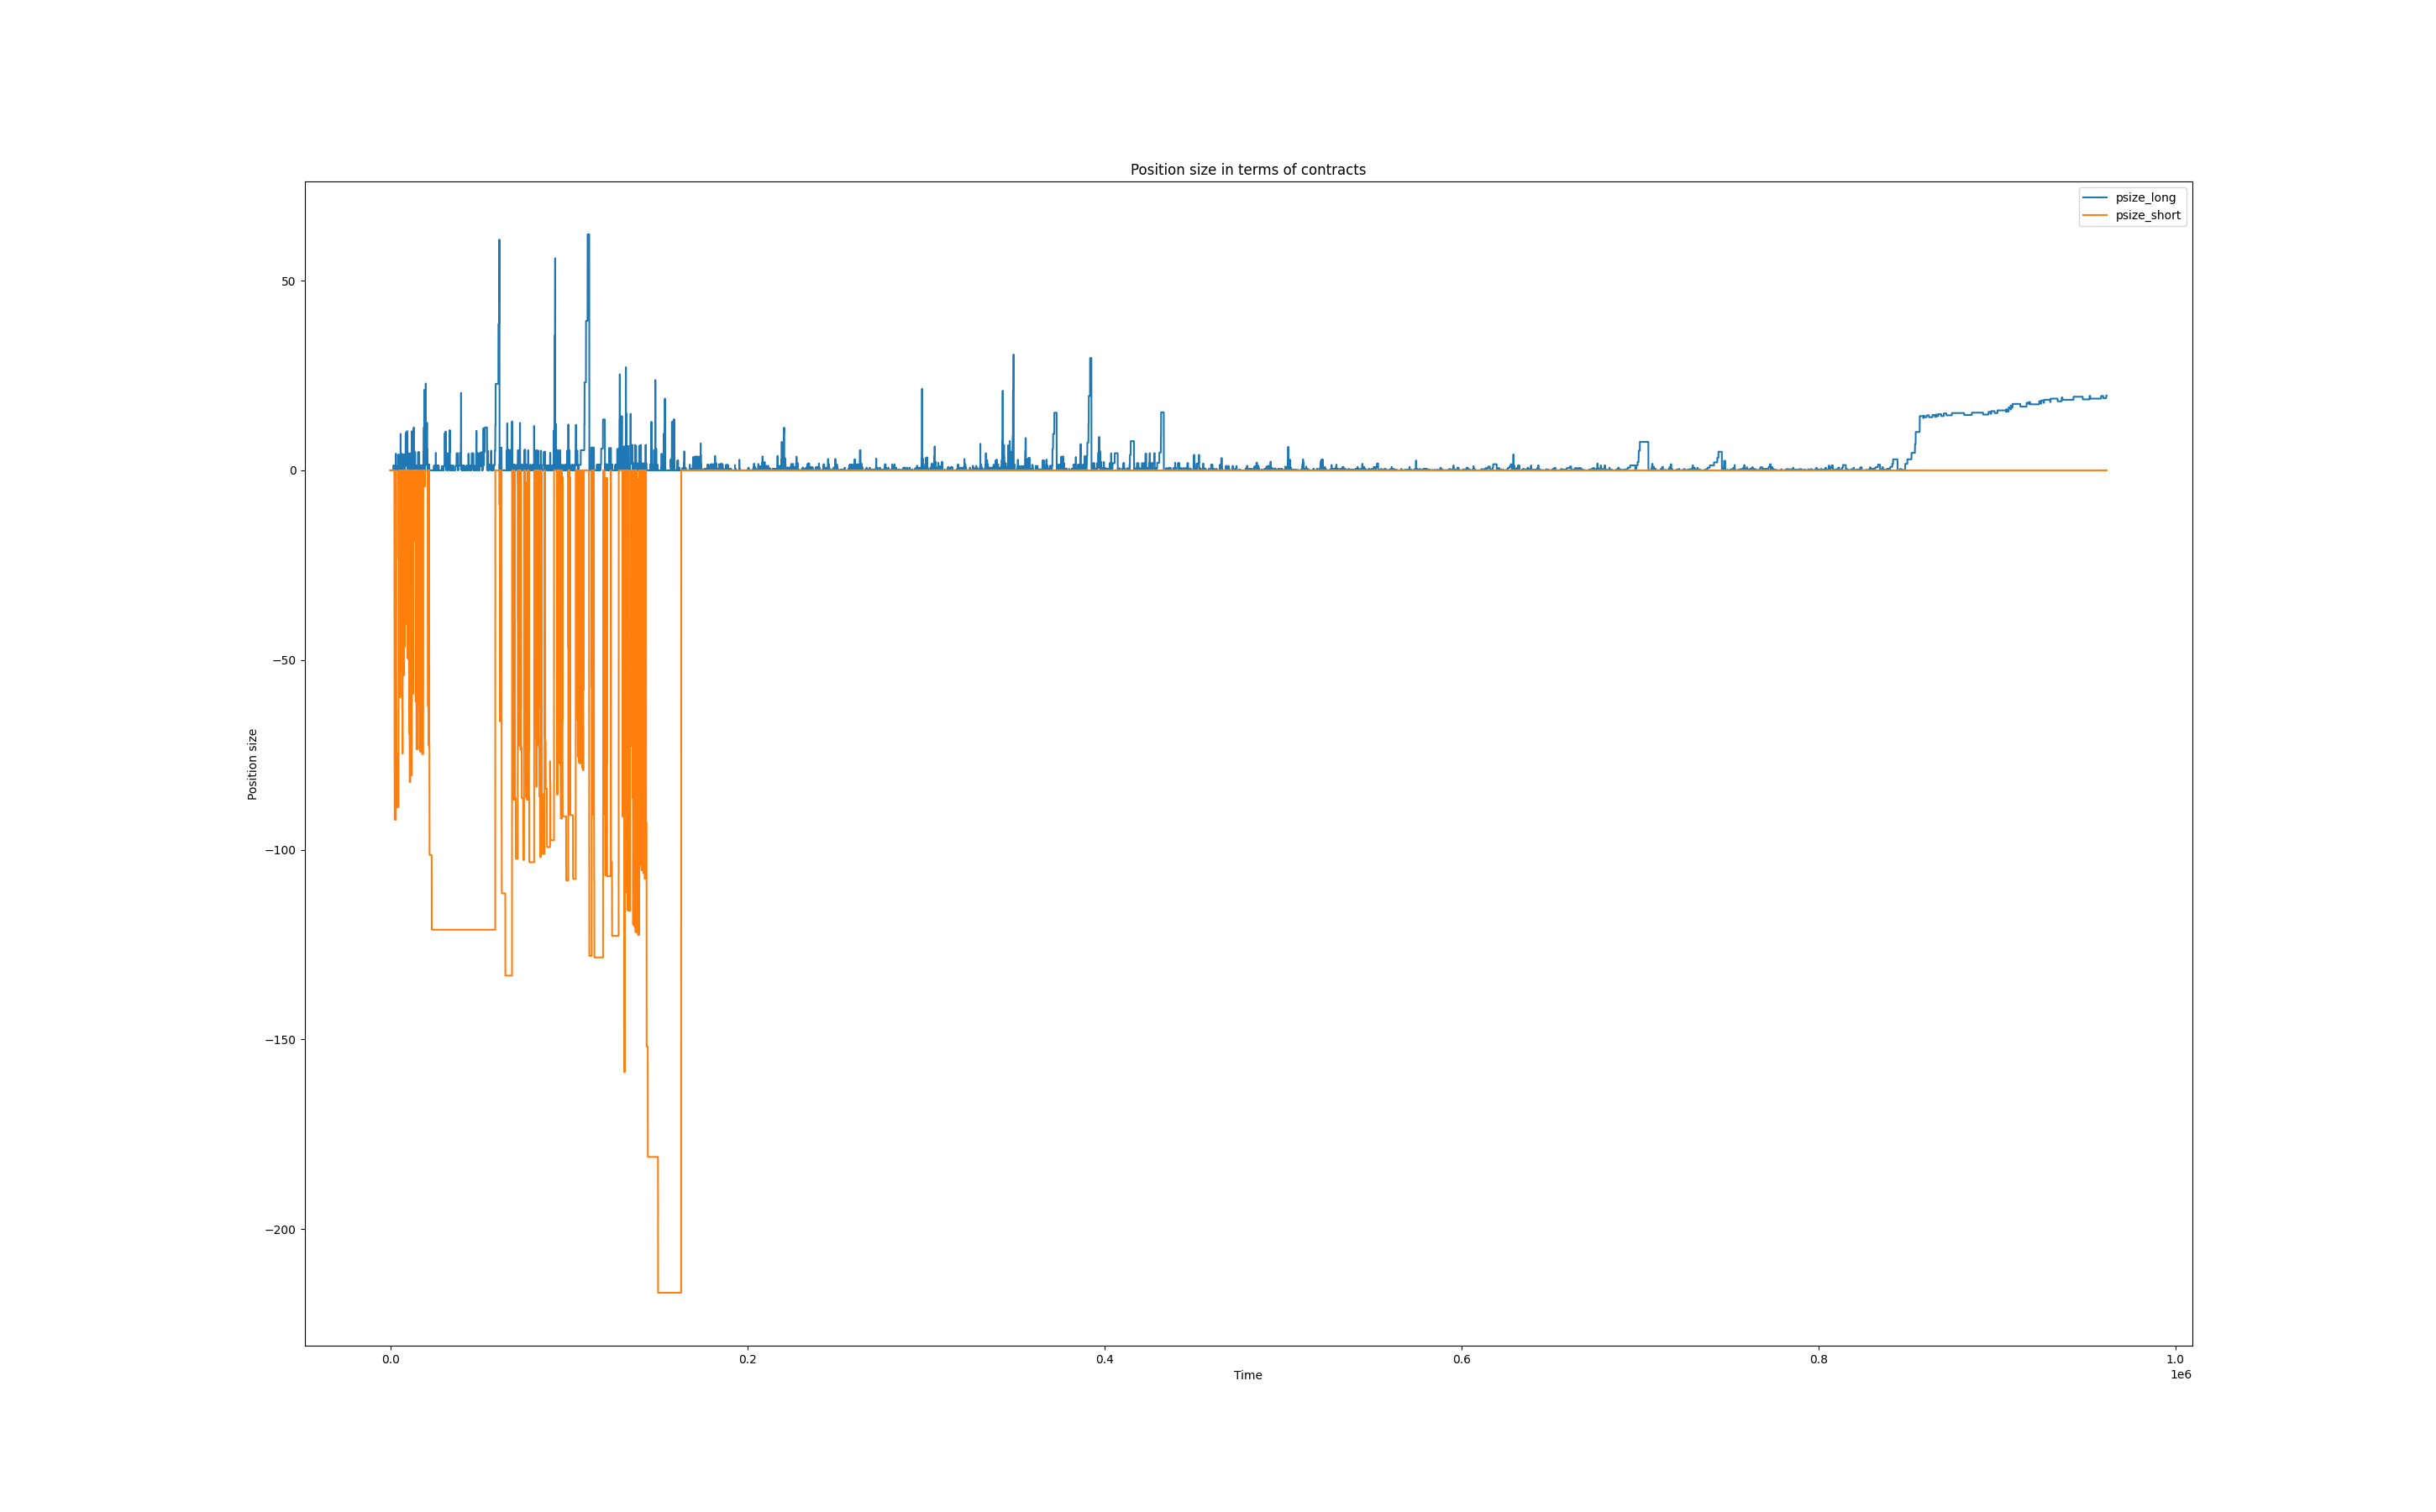 Position size in terms of contracts
psize_long
psize_short
50
0
−50
−100
−150
−200
Position size
0.0
0.2
0.4
0.6
0.8
1.0
1e6
Time